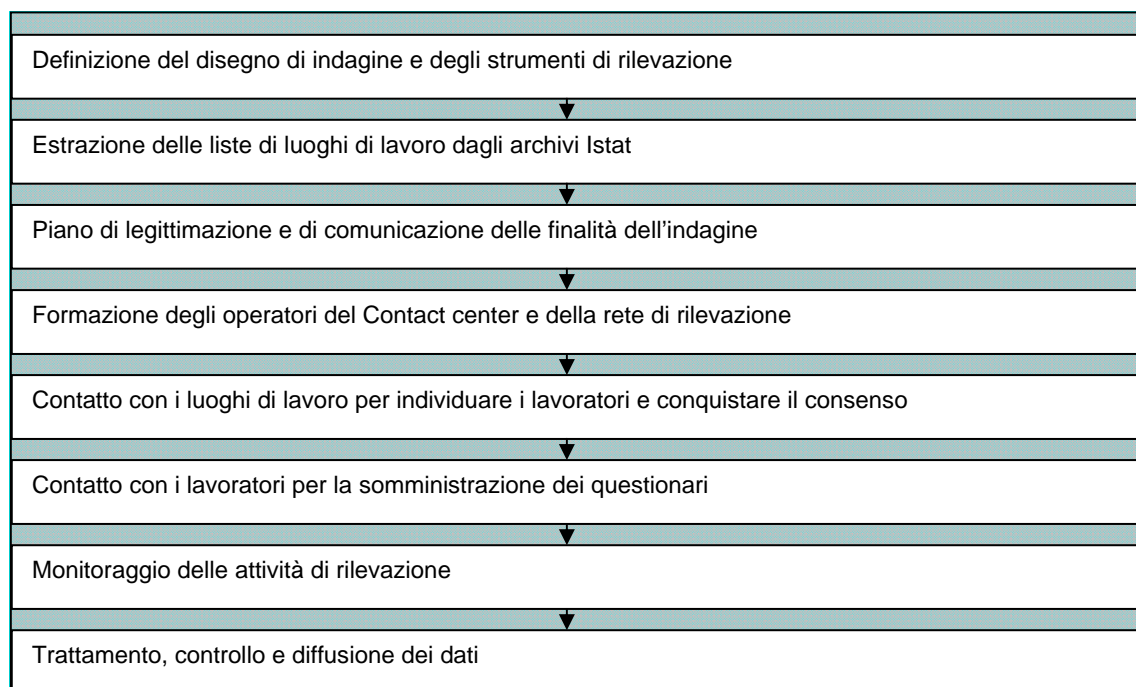 Definizione del disegno di indagine e degli strumenti di rilevazione
Estrazione delle liste di luoghi di lavoro dagli archivi Istat
Piano di legittimazione e di comunicazione delle finalità dell’indagine
Formazione degli operatori del Contact center e della rete di rilevazione
Contatto con i luoghi di lavoro per individuare i lavoratori e conquistare il consenso
Contatto con i lavoratori per la somministrazione dei questionari
Monitoraggio delle attività di rilevazione
Trattamento, controllo e diffusione dei dati